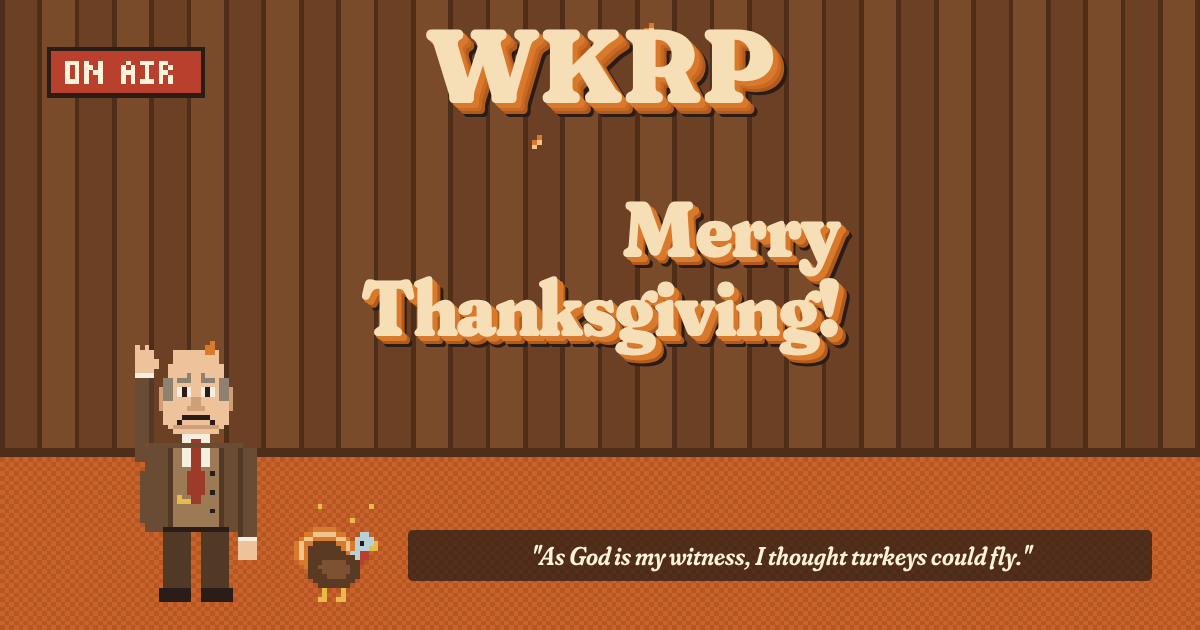 WKRP
ON AIR
Merry
Thanksgiving!
"As God is my witness, I thought turkeys could fly."